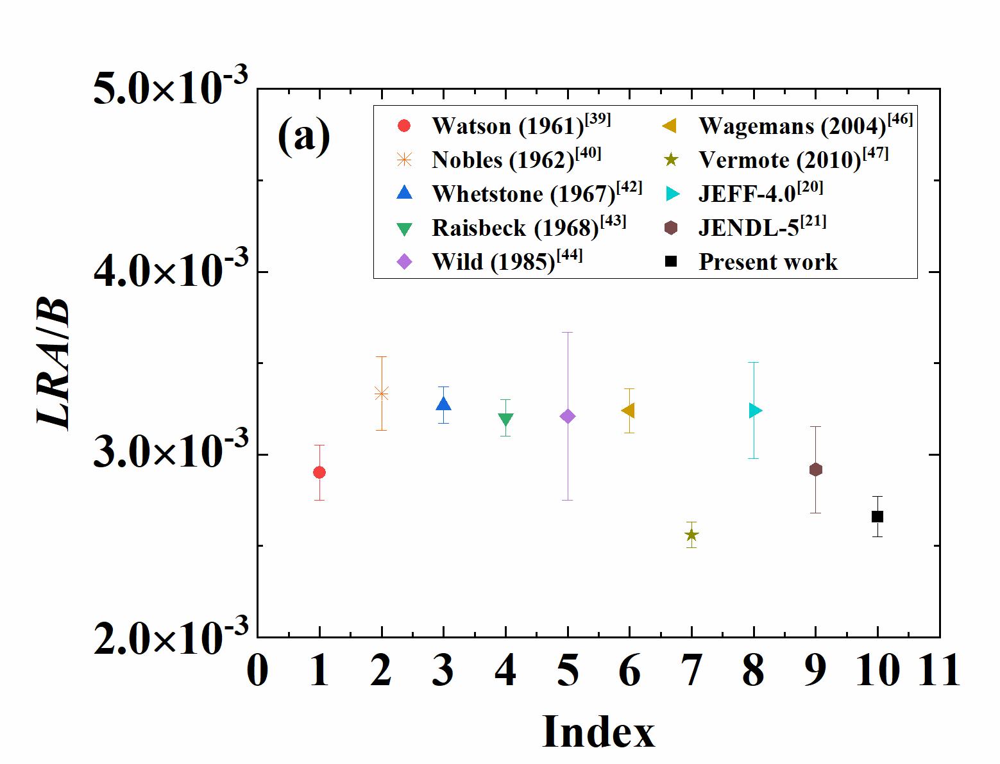 5.0×10-3
4.0×10-3
3.0×10-3
2.0×10-3
LRA/B
(a)
Watson (1961)[39]
Nobles (1962)[40]
Whetstone (1967)[42]
Raisbeck (1968)[43]
Wild (1985)[44]
Wagemans (2004)[46]
Vermote (2010)[47]
JEFF-4.0[20]
JENDL-5[21]
Present work
0 1 2 3 4 5 6 7 8 9 10 11
Index